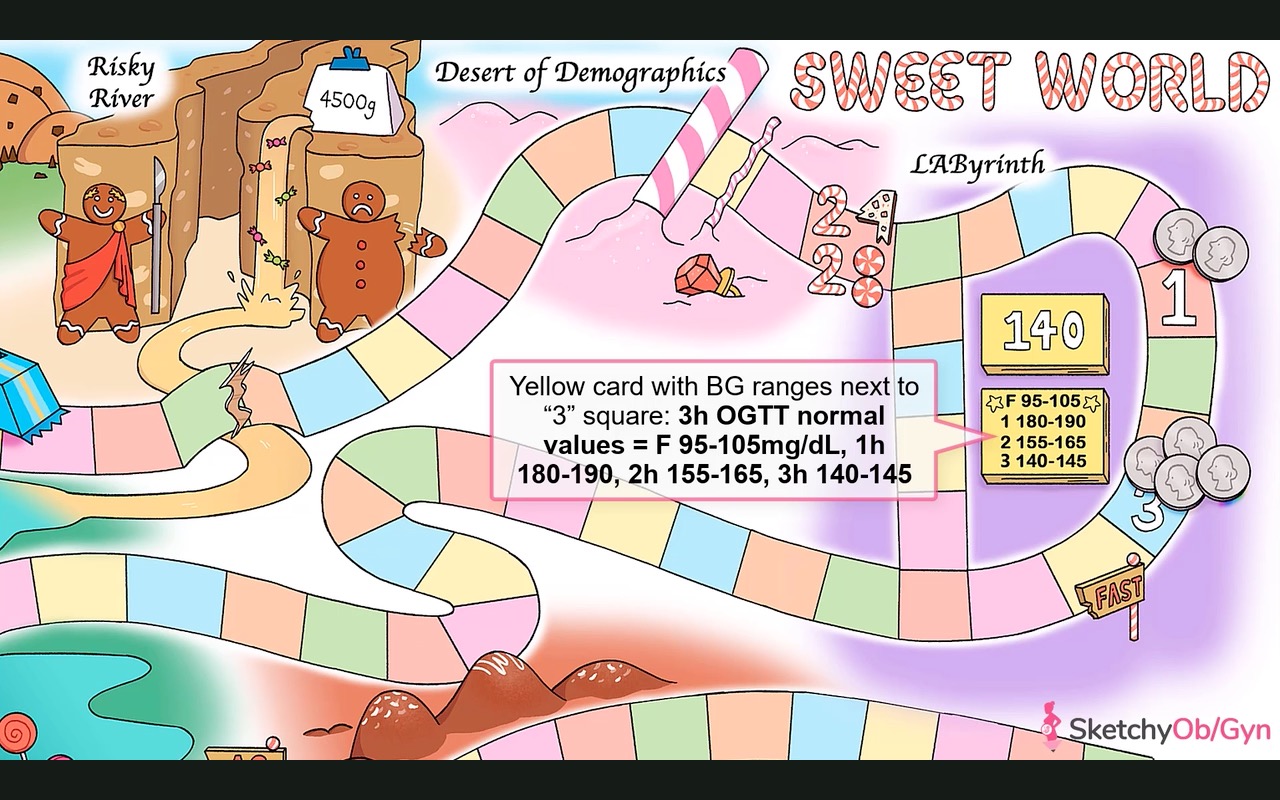 Risky
River
4500g
Desert of Demographics
SWEET WORLD
LAByrinth
24
28
1
140
Yellow card with BG ranges next to
“3” square: 3h OGTT normal
values = F 95-105mg/dL, 1h
180-190, 2h 155-165, 3h 140-145
F 95-105
1 180-190
2 155-165
3 140-145
3
FAST
SketchyOb/Gyn